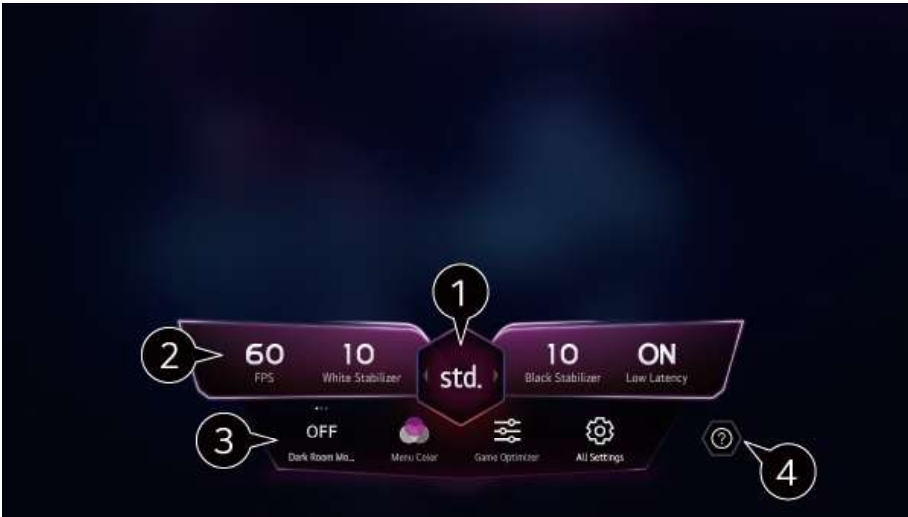 1
2
60
FPS
10
White Stabilizer
std.
10
Black Stabilizer
ON
Low Latency
3
OFF
Dark Room Mo...
Menu Color
Game Optimizer
All Settings
?
4